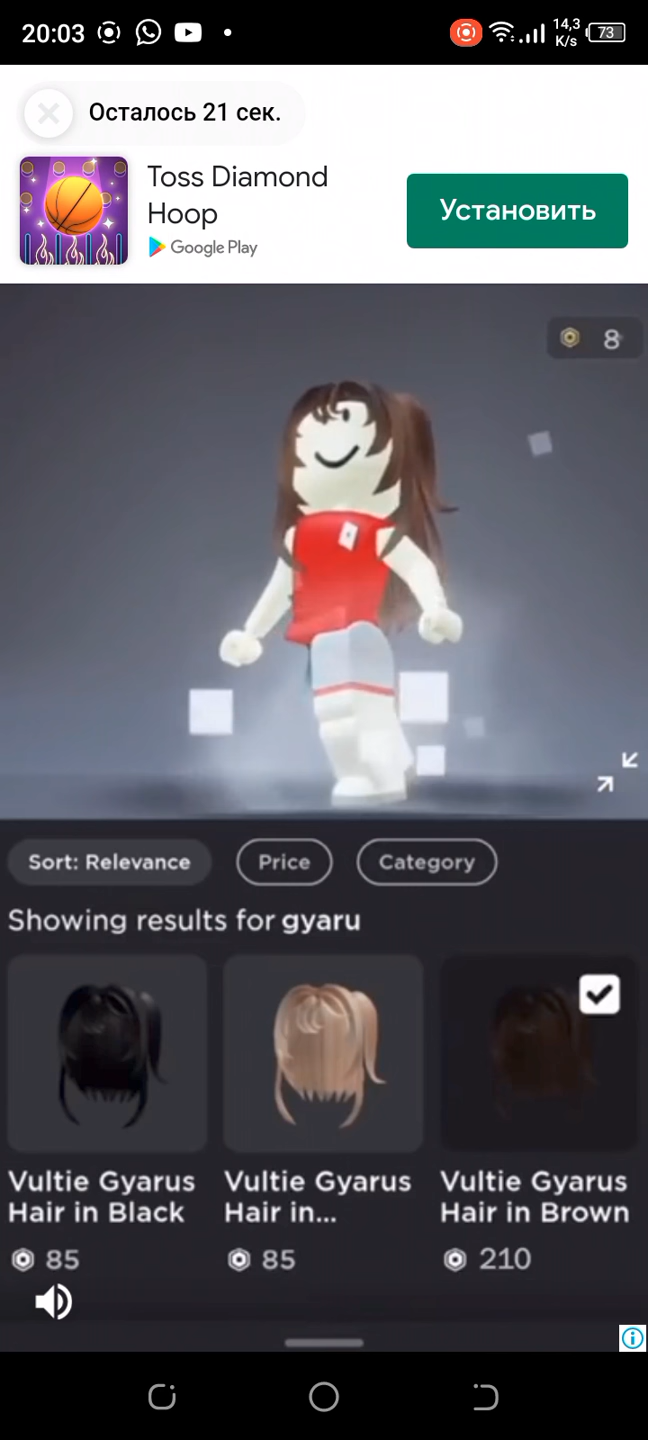 20:03
14,3
K/s
73
Осталось 21 сек.
Toss Diamond
Hoop
Google Play
Установить
8
Sort: Relevance
Price
Category
Showing results for gyaru
Vultie Gyarus
Hair in Black
85
Vultie Gyarus
Hair in...
85
Vultie Gyarus
Hair in Brown
210